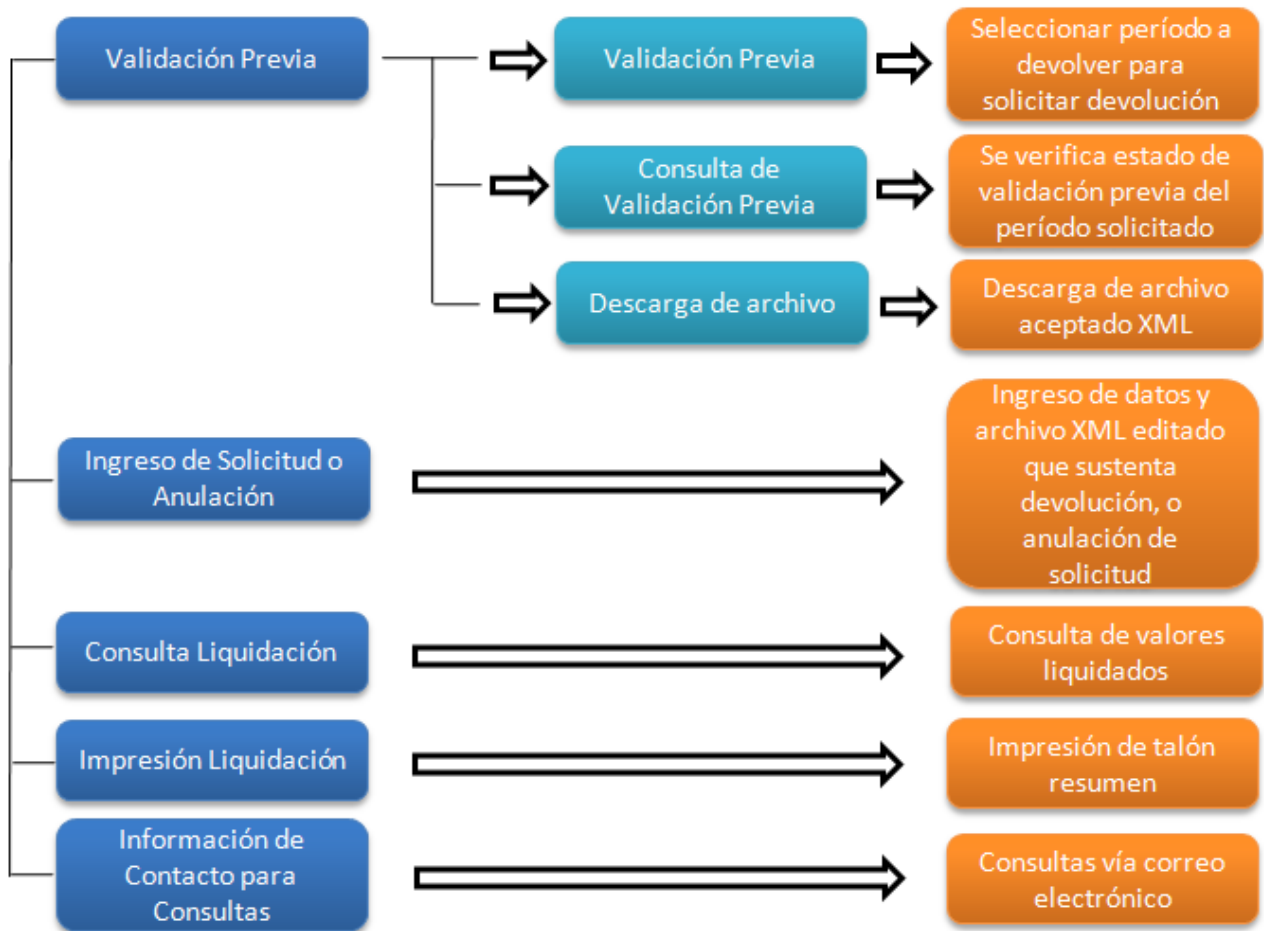 Validación Previa
Validación Previa
Seleccionar período a
devolver para
solicitar devolución
Consulta de
Validación Previa
Se verifica estado de
validación previa del
período solicitado
Descarga de archivo
Descarga de archivo
aceptado XML
Ingreso de Solicitud o
Anulación
Ingreso de datos y
archivo XML editado
que sustenta
devolución, o
anulación de
solicitud
Consulta Liquidación
Consulta de valores
liquidados
Impresión Liquidación
Impresión de talón
resumen
Información de
Contacto para
Consultas
Consultas vía correo
electrónico